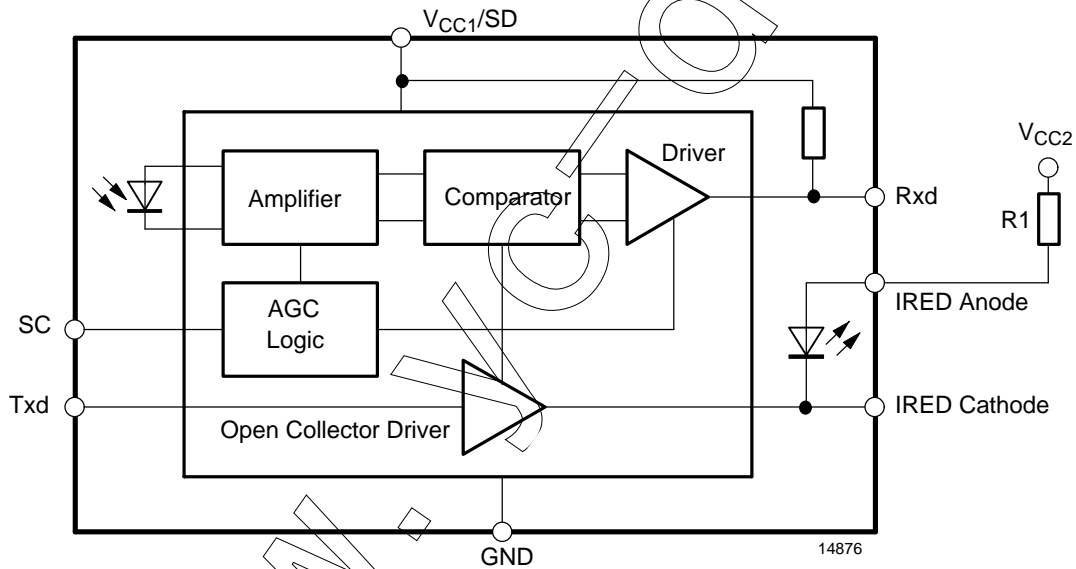 VCC1/SD
Driver
VCC2
Amplifier
Comparator
Rxd
R1
AGC
Logic
IRED Anode
SC
Txd
Open Collector Driver
IRED Cathode
GND
14876